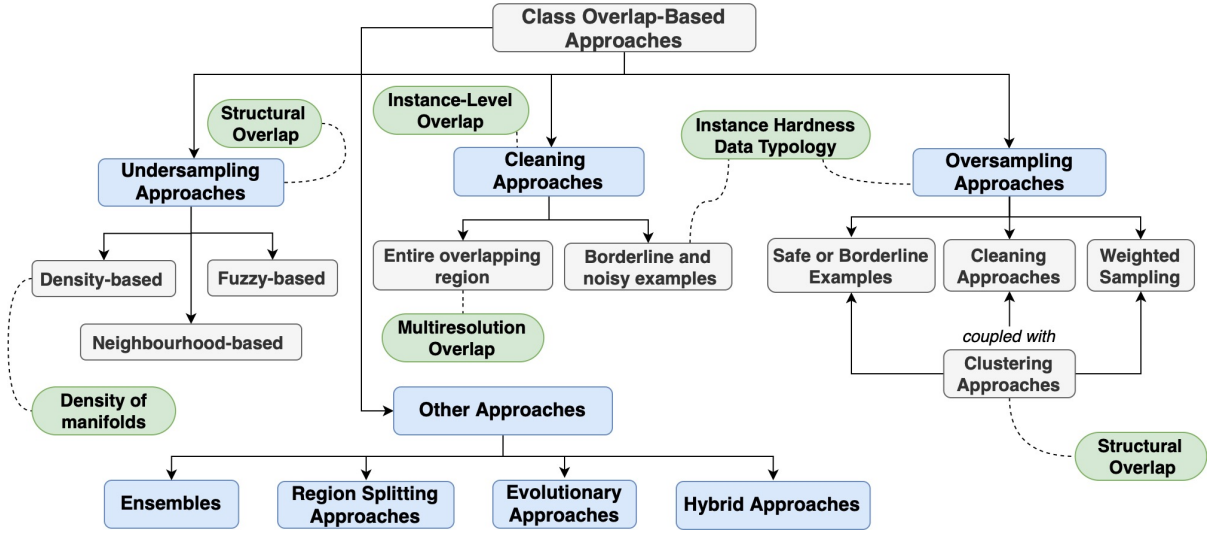 Class Overlap-Based
Approaches
Structural
Overlap
Instance-Level
Overlap
Instance Hardness
Data Typology
Undersampling
Approaches
Cleaning
Approaches
Oversampling
Approaches
Density-based
Fuzzy-based
Neighbourhood-based
Entire overlapping
region
Borderline and
noisy examples
Safe or Borderline
Examples
Cleaning
Approaches
Weighted
Sampling
Multiresolution
Overlap
coupled with
Clustering
Approaches
Density of
manifolds
Other Approaches
Structural
Overlap
Ensembles
Region Splitting
Approaches
Evolutionary
Approaches
Hybrid Approaches